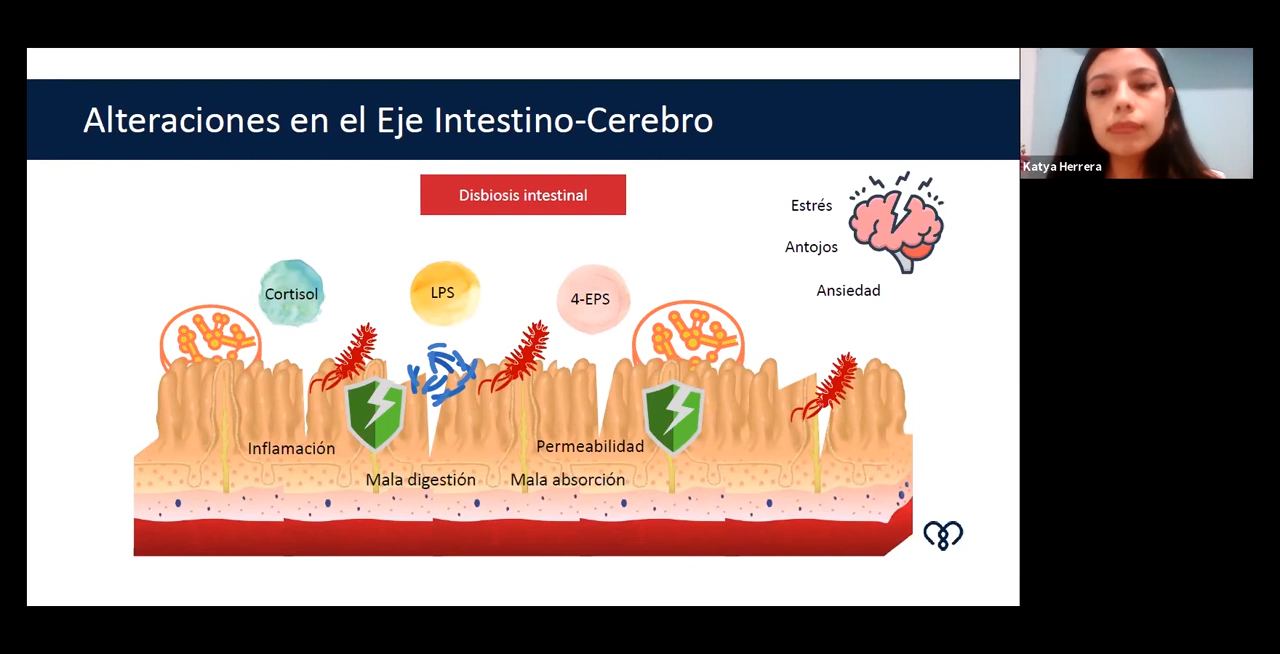 Alteraciones en el Eje Intestino-Cerebro
Katya Herrera
Disbiosis intestinal
Estrés
Antojos
Ansiedad
Cortisol
LPS
4-EPS
Inflamación
Permeabilidad
Mala digestión
Mala absorción